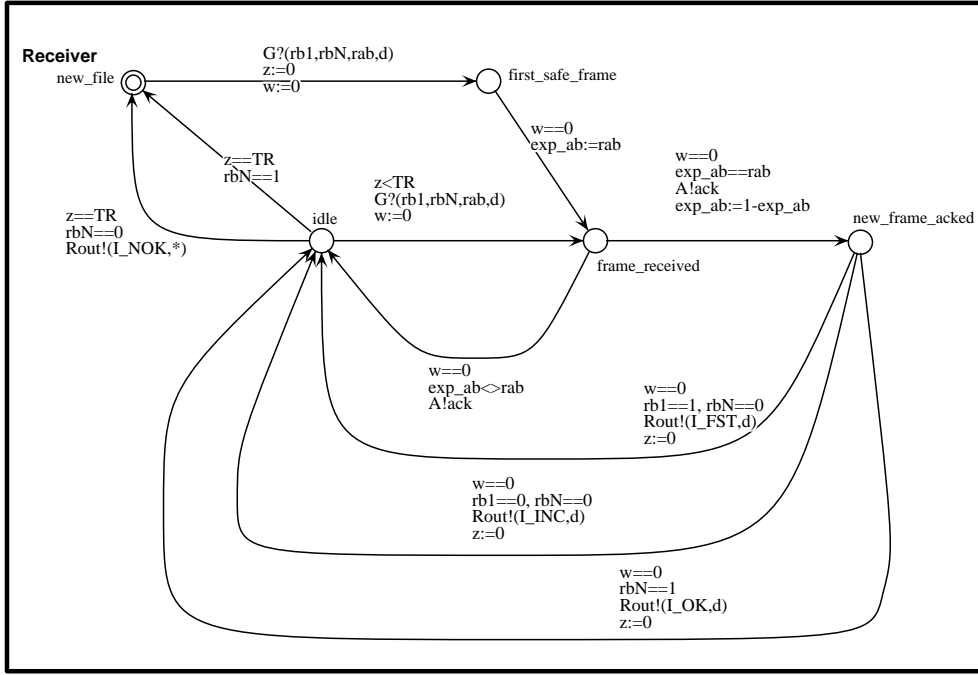 Receiver
new_file
G?(rb1,rbN,rab,d)
z:=0
w:=0
first_safe_frame
w==0
exp_ab:=rab
z==TR
rbN==1
z<TR
G?(rb1,rbN,rab,d)
w:=0
w==0
exp_ab==rab
A!ack
exp_ab:=1-exp_ab
z==TR
rbN==0
Rout!(I_NOK,*)
idle
frame_received
new_frame_acked
w==0
exp_ab<>rab
A!ack
w==0
rb1==1, rbN==0
Rout!(I_FST,d)
z:=0
w==0
rb1==0, rbN==0
Rout!(I_INC,d)
z:=0
w==0
rbN==1
Rout!(I_OK,d)
z:=0